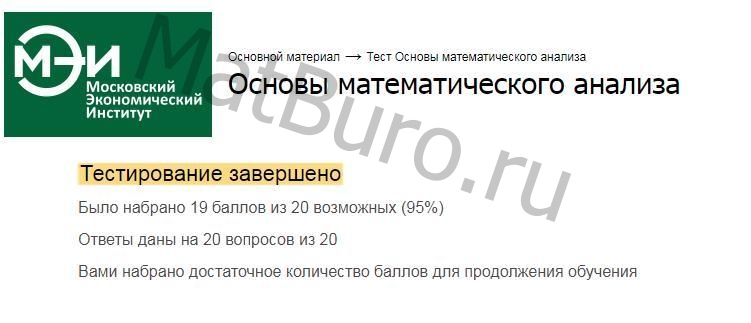 МЭИ
Московский
Экономический
Институт
Основной материал → Тест Основы математического анализа
Основы математического анализа
MatBuro.ru
Тестирование завершено
Было набрано 19 баллов из 20 возможных (95%)
Ответы даны на 20 вопросов из 20
Вами набрано достаточное количество баллов для продолжения обучения